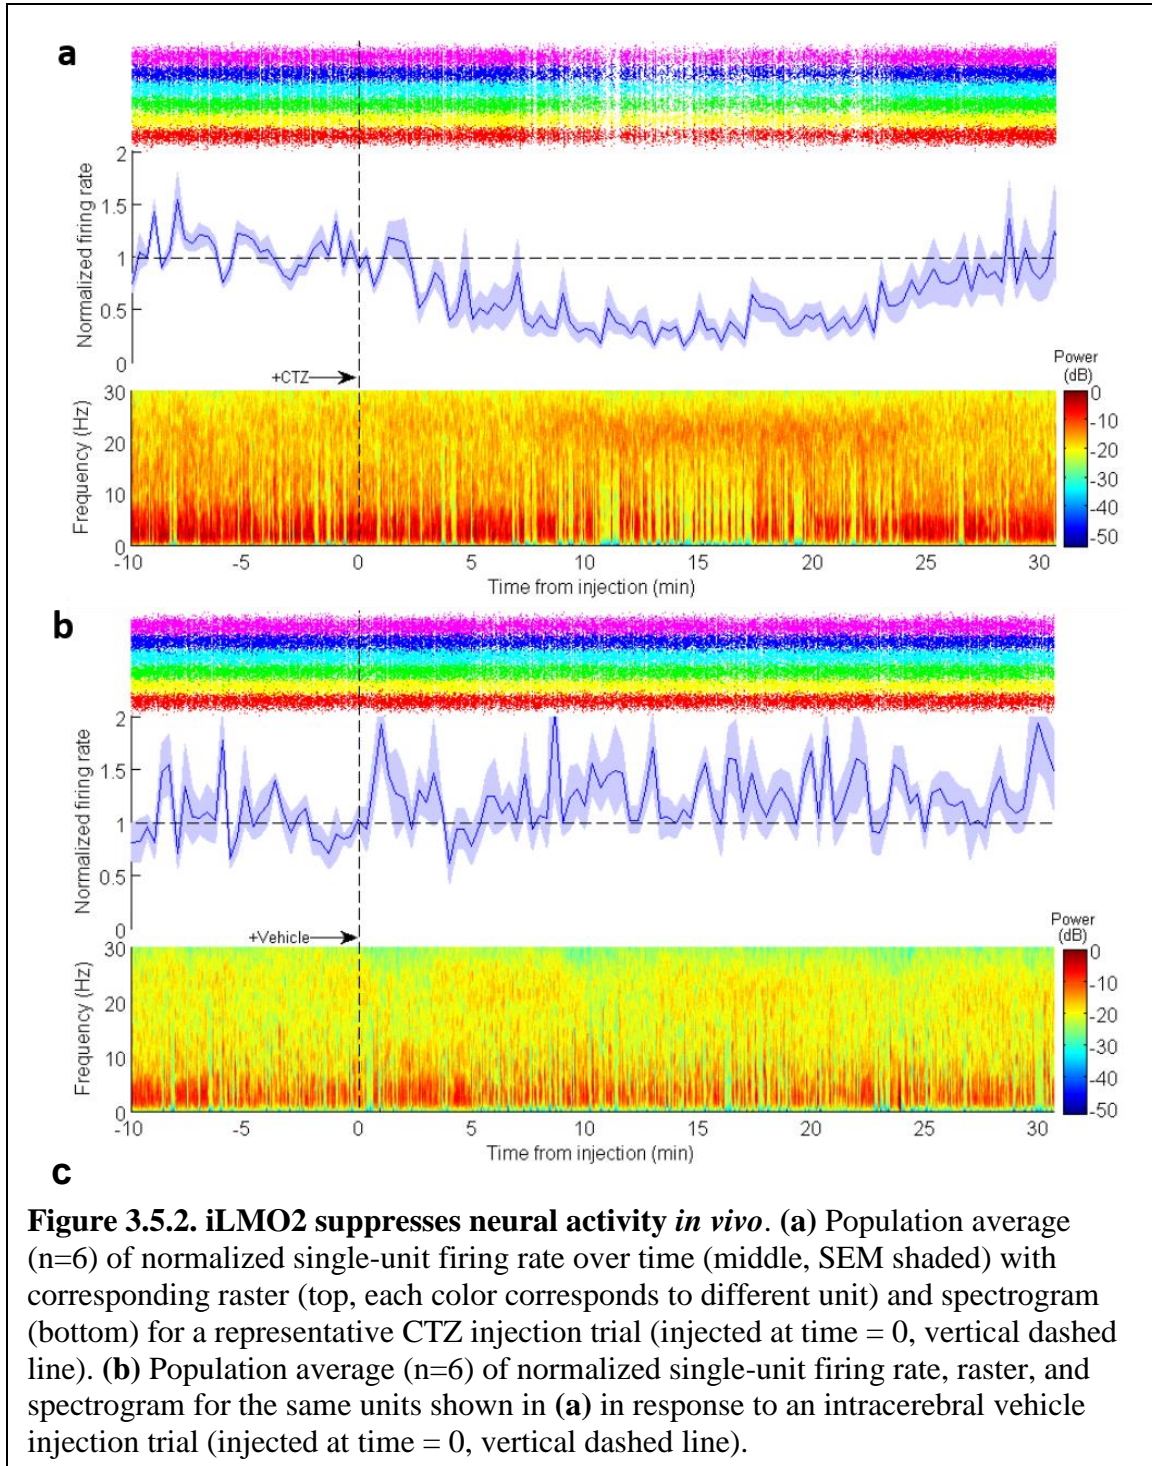 a
2
1.5
1
0.5
0
Normalized firing rate
+CTZ
Power
(dB)
0
-10
-20
-30
-40
-50
30
20
10
0
Frequency (Hz)
-10 -5 0 5 10 15 20 25 30
Time from injection (min)
b
2
1.5
1
0.5
0
Normalized firing rate
+Vehicle
Power
(dB)
0
-10
-20
-30
-40
-50
30
20
10
0
Frequency (Hz)
-10 -5 0 5 10 15 20 25 30
Time from injection (min)
c
Figure 3.5.2. iLMO2 suppresses neural activity in vivo. (a) Population average
(n=6) of normalized single-unit firing rate over time (middle, SEM shaded) with
corresponding raster (top, each color corresponds to different unit) and spectrogram
(bottom) for a representative CTZ injection trial (injected at time = 0, vertical dashed
line). (b) Population average (n=6) of normalized single-unit firing rate, raster, and
spectrogram for the same units shown in (a) in response to an intracerebral vehicle
injection trial (injected at time = 0, vertical dashed line).